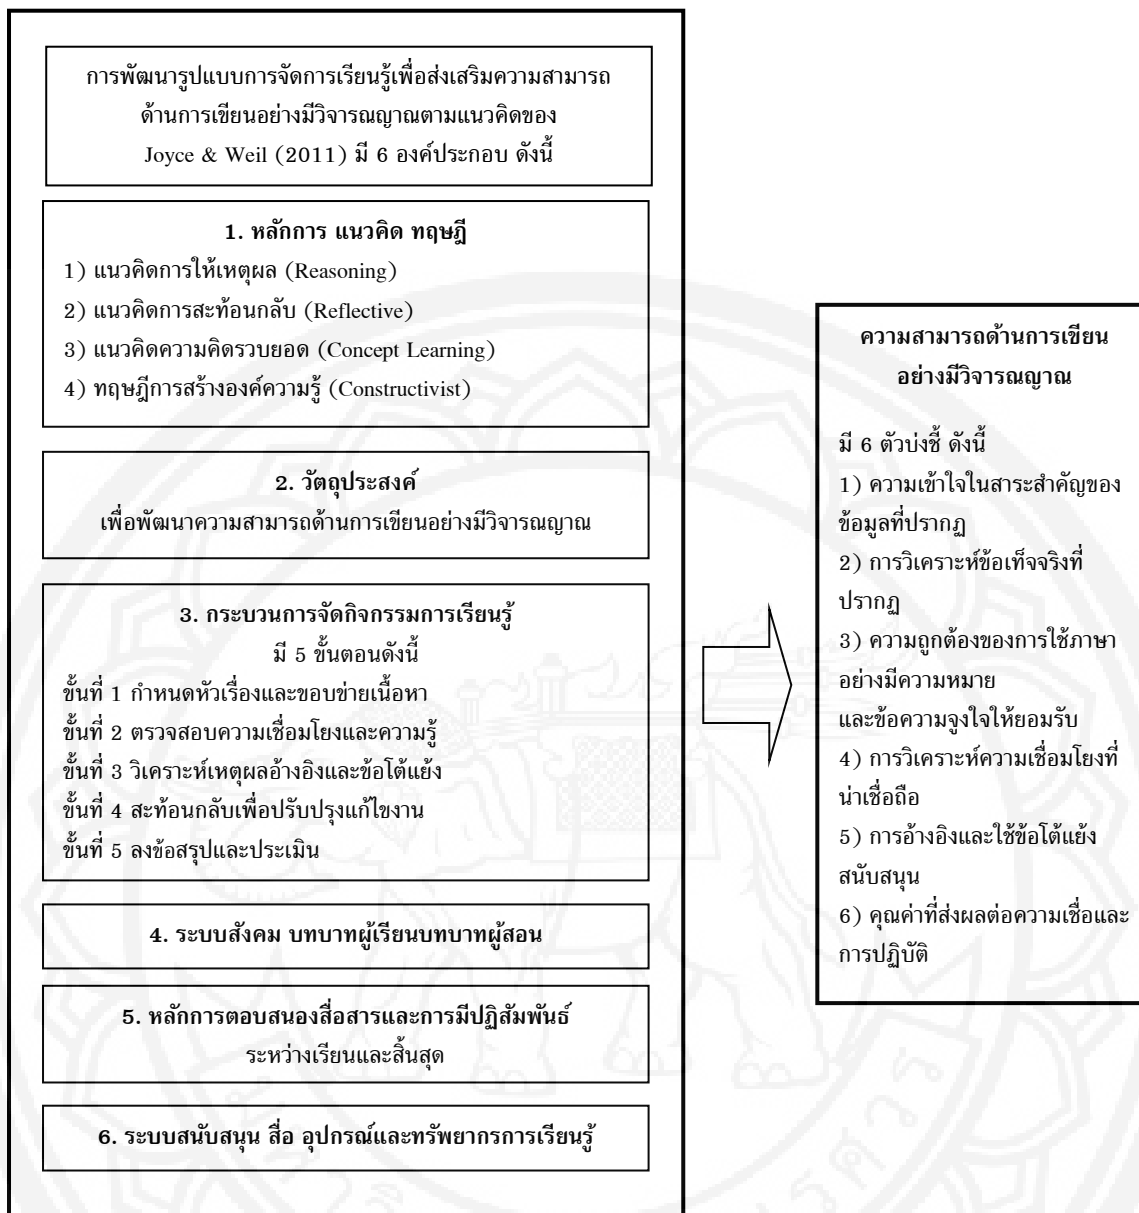 การพัฒนารูปแบบการจัดการเรียนรู้เพื่อส่งเสริมความสามารถ
ด้านการเขียนอย่างมีวิจารณญาณตามแนวคิดของ
Joyce & Weil (2011) มี 6 องค์ประกอบ ดังนี้
1. หลักการ แนวคิด ทฤษฎี
1) แนวคิดการให้เหตุผล (Reasoning)
2) แนวคิดการสะท้อนกลับ (Reflective)
3) แนวคิดความคิดรวบยอด (Concept Learning)
4) ทฤษฎีการสร้างองค์ความรู้ (Constructivist)
2. วัตถุประสงค์
เพื่อพัฒนาความสามารถด้านการเขียนอย่างมีวิจารณญาณ
3. กระบวนการจัดกิจกรรมการเรียนรู้
มี 5 ขั้นตอนดังนี้
ขั้นที่ 1 กำหนดหัวเรื่องและขอบข่ายเนื้อหา
ขั้นที่ 2 ตรวจสอบความเชื่อมโยงและความรู้
ขั้นที่ 3 วิเคราะห์เหตุผลอ้างอิงและข้อโต้แย้ง
ขั้นที่ 4 สะท้อนกลับเพื่อปรับปรุงแก้ไขงาน
ขั้นที่ 5 ลงข้อสรุปและประเมิน
4. ระบบสังคม บทบาทผู้เรียนบทบาทผู้สอน
5. หลักการตอบสนองสื่อสารและการมีปฏิสัมพันธ์
ระหว่างเรียนและสิ้นสุด
6. ระบบสนับสนุน สื่อ อุปกรณ์และทรัพยากรการเรียนรู้
ความสามารถด้านการเขียน
อย่างมีวิจารณญาณ
มี 6 ตัวบ่งชี้ ดังนี้
1) ความเข้าใจในสาระสำคัญของ
ข้อมูลที่ปรากฏ
2) การวิเคราะห์ข้อเท็จจริงที่
ปรากฏ
3) ความถูกต้องของการใช้ภาษา
อย่างมีความหมาย
และข้อความจูงใจให้ยอมรับ
4) การวิเคราะห์ความเชื่อมโยงที่
น่าเชื่อถือ
5) การอ้างอิงและใช้ข้อโต้แย้ง
สนับสนุน
6) คุณค่าที่ส่งผลต่อความเชื่อและ
การปฏิบัติ